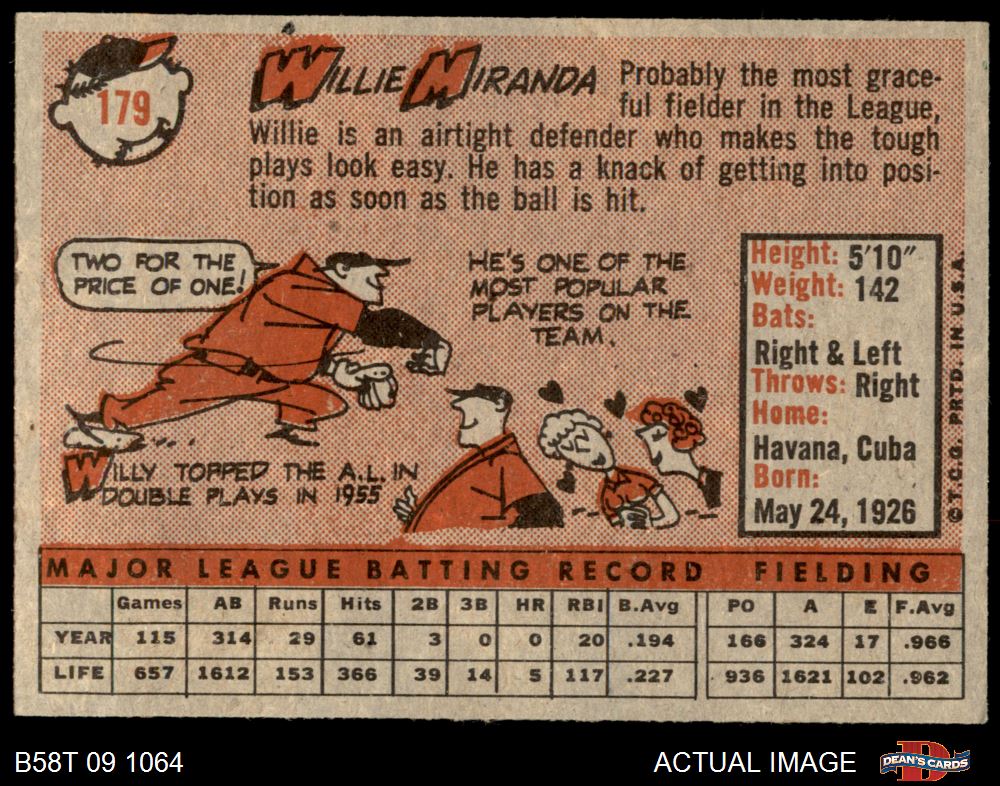 179
WILLIE MIRANDA
Probably the most grace-
ful fielder in the League,
Willie is an airtight defender who makes the tough
plays look easy. He has a knack of getting into posi-
tion as soon as the ball is hit.
TWO FOR THE
PRICE OF ONE!
WILLY TOPPED THE A.L. IN
DOUBLE PLAYS IN 1955
HE'S ONE OF THE
MOST POPULAR
PLAYERS ON THE
TEAM.
Height: 5'10"
Weight: 142
Bats:
Right & Left
Throws: Right
Home:
Havana, Cuba
Born:
May 24, 1926
© T.C.G. PRTD. IN U.S.A.
MAJOR LEAGUE BATTING RECORD FIELDING
Games AB Runs Hits 2B 3B HR RBI B.Avg PO A E F.Avg
YEAR 115 314 29 61 3 0 0 20 .194 166 324 17 .966
LIFE 657 1612 153 366 39 14 5 117 .227 936 1621 102 .962
B58T 09 1064 ACTUAL IMAGE
D
DEAN'S CARDS